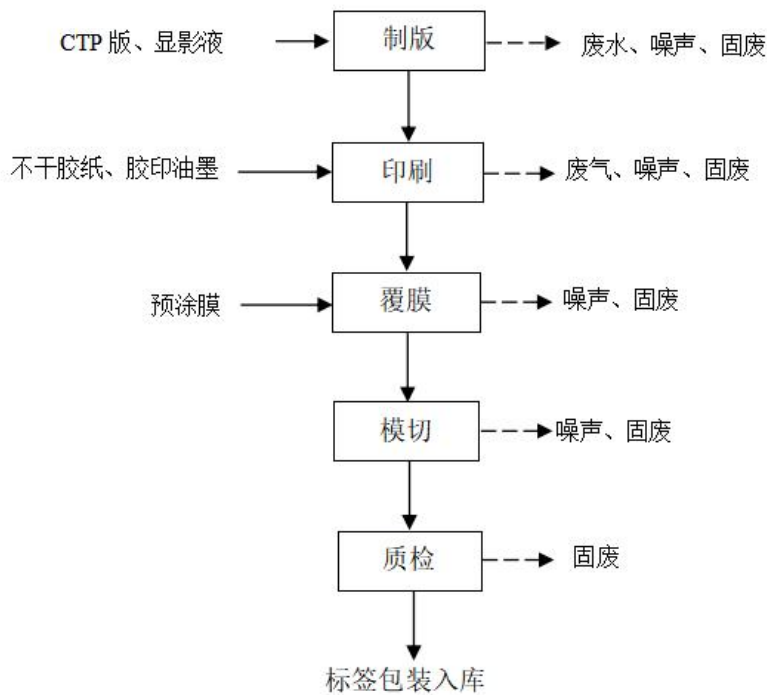 CTP 版、显影液
制版
废水、噪声、固废
不干胶纸、胶印油墨
印刷
废气、噪声、固废
预涂膜
覆膜
噪声、固废
模切
噪声、固废
质检
固废
标签包装入库